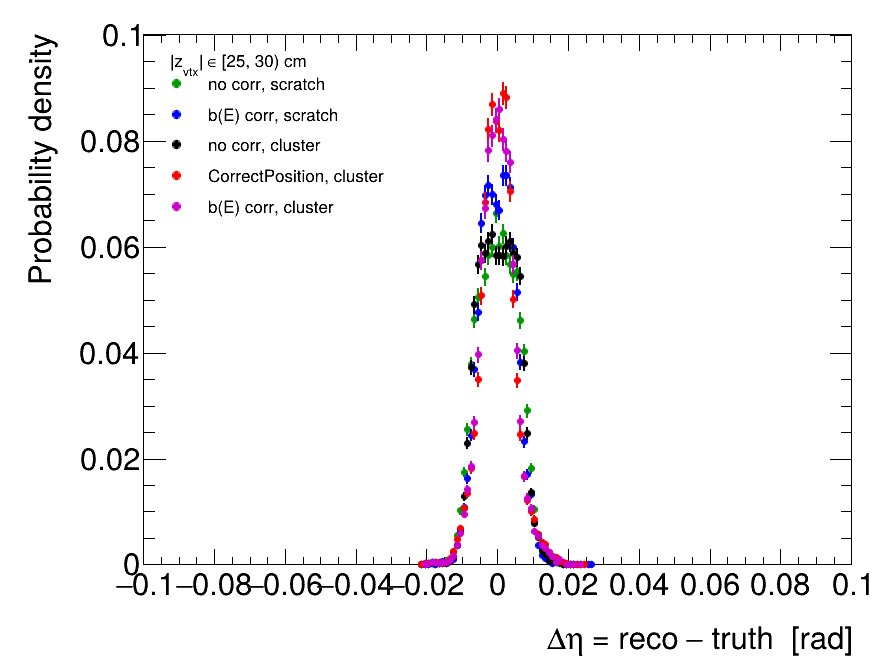 Probability density
0.1
0.08
0.06
0.04
0.02
0
|z_vtx| ∈ [25, 30) cm
no corr, scratch
b(E) corr, scratch
no corr, cluster
CorrectPosition, cluster
b(E) corr, cluster
−0.1 −0.08 −0.06 −0.04 −0.02 0 0.02 0.04 0.06 0.08 0.1
Δη = reco − truth [rad]